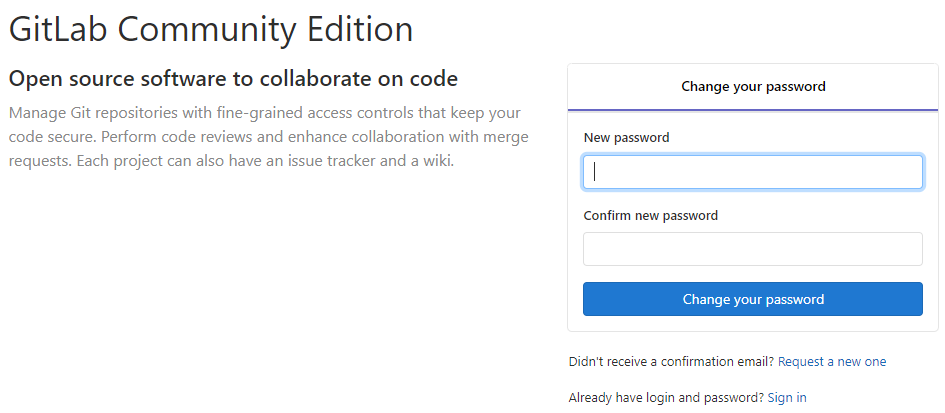 GitLab Community Edition
Open source software to collaborate on code
Manage Git repositories with fine-grained access controls that keep your
code secure. Perform code reviews and enhance collaboration with merge
requests. Each project can also have an issue tracker and a wiki.
Change your password
New password
Confirm new password
Change your password
Didn't receive a confirmation email? Request a new one
Already have login and password? Sign in